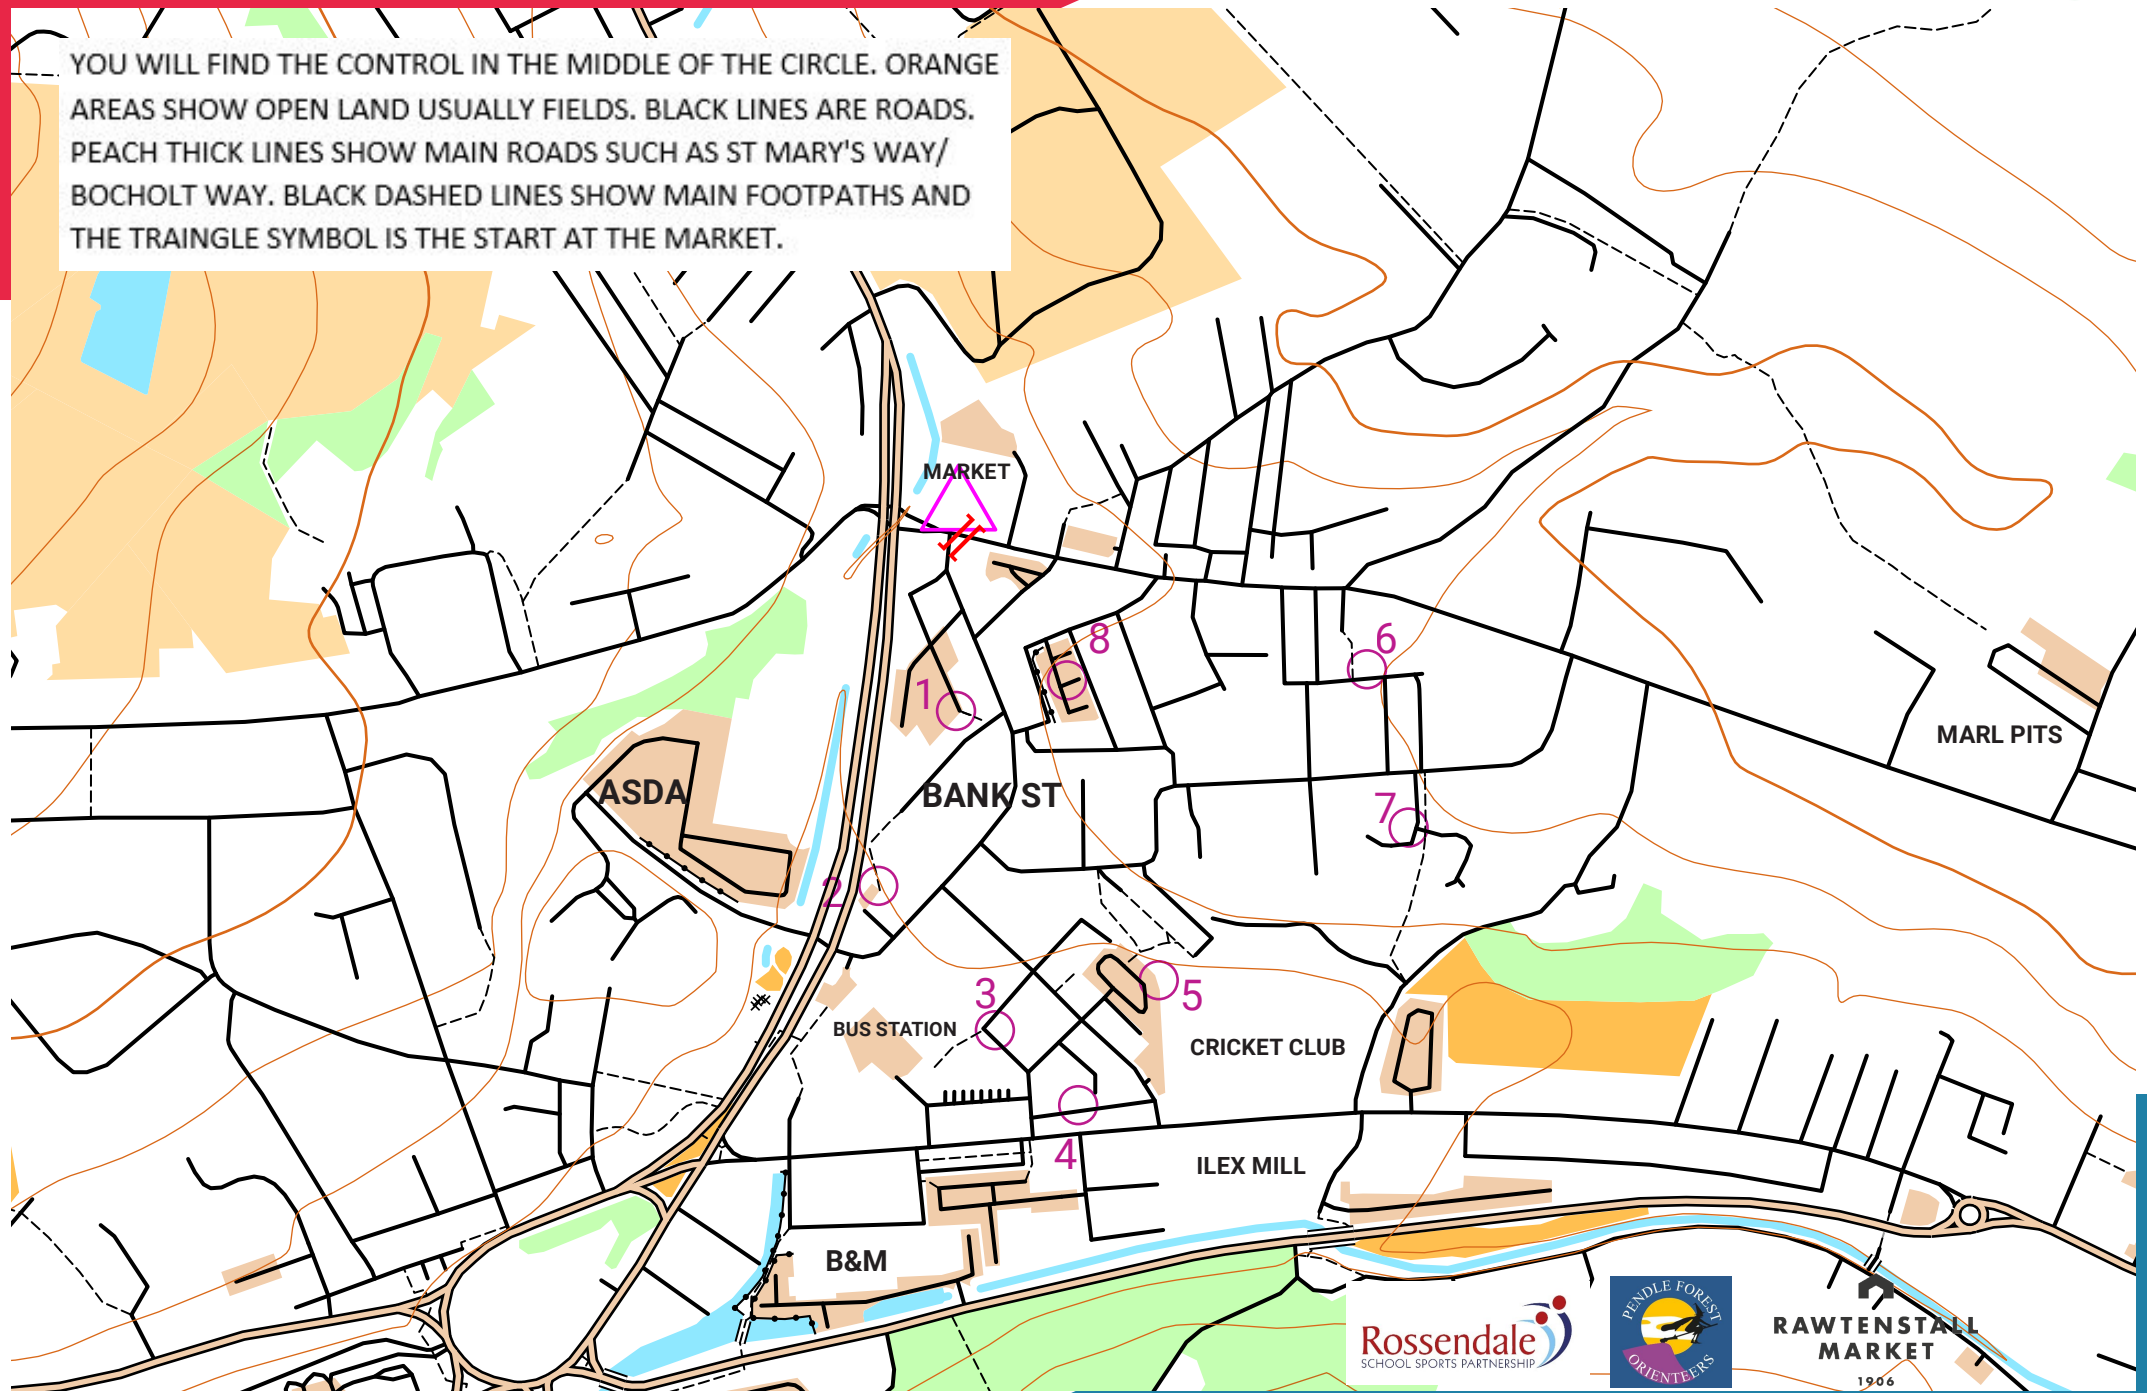 YOU WILL FIND THE CONTROL IN THE MIDDLE OF THE CIRCLE. ORANGE
AREAS SHOW OPEN LAND USUALLY FIELDS. BLACK LINES ARE ROADS.
PEACH THICK LINES SHOW MAIN ROADS SUCH AS ST MARY'S WAY/
BOCHOLT WAY. BLACK DASHED LINES SHOW MAIN FOOTPATHS AND
THE TRAINGLE SYMBOL IS THE START AT THE MARKET.
MARKET
8
6
1
MARL PITS
ASDA
BANK ST
7
2
3
5
BUS STATION
CRICKET CLUB
4
ILEX MILL
B&M
Rossendale
SCHOOL SPORTS PARTNERSHIP
PENDLE FOREST
ORIENTEERS
RAWTENSTALL
MARKET
1906